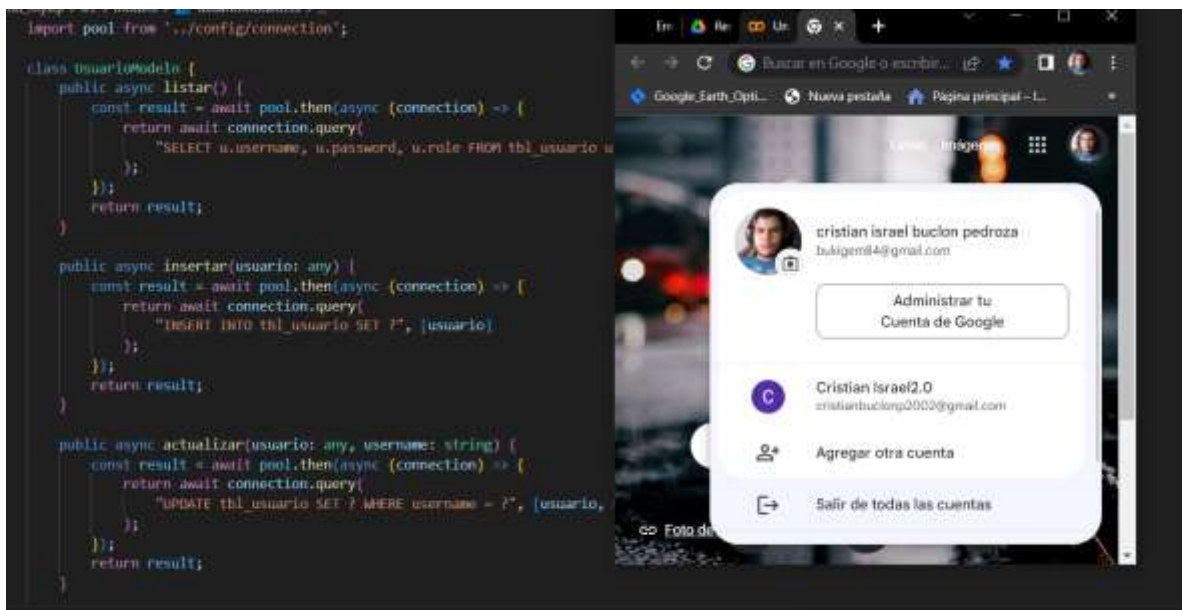 import pool from '../config/connection';
class UsuarioModelo {
public async listar() {
const result = await pool.then(async (connection) => {
return await connection.query(
"SELECT u.username, u.password, u.role FROM tbl_usuario u
);
});
return result;
}
public async insertar(usuario: any) {
const result = await pool.then(async (connection) => {
return await connection.query(
"INSERT INTO tbl_usuario SET ?", [usuario]
);
});
return result;
}
public async actualizar(usuario: any, username: string) {
const result = await pool.then(async (connection) => {
return await connection.query(
"UPDATE tbl_usuario SET ? WHERE username = ?", [usuario,
);
});
return result;
}
Un
Buscar en Google o escribir...
Google_Earth_Opti... Nueva pestaña Página principal – I...
cristian israel buclon pedroza
bukigem84@gmail.com
Administrar tu
Cuenta de Google
C
Cristian Israel2.0
cristianbuclonp2002@gmail.com
Agregar otra cuenta
Salir de todas las cuentas
Foto de